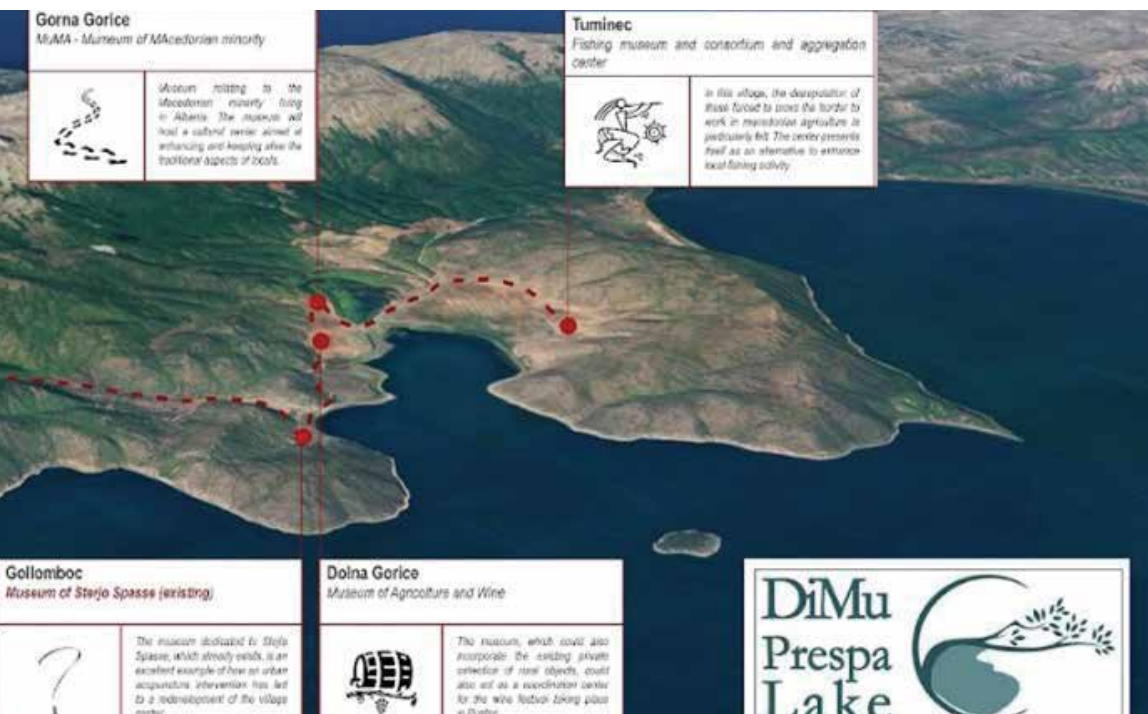 Gorna Gorice
MuMA - Mumeum of MAcedonian minority
Museum relating to the
Macedonian minority living
in Albania. The museum will
host a cultural center aimed at
enhancing and keeping alive the
traditional aspects of locals.
Tuminec
Fishing museum and consortium and aggregation
center
In this village, the depopulation of
those forced to cross the border to
work in macedonian agriculture is
particularly felt. The center presents
itself as an alternative to enhance
local fishing activity.
Gollomboc
Museum of Sterjo Spasse (existing)
The museum dedicated to Sterjo
Spasse, which already exists, is an
excellent example of how an urban
acupuncture intervention has led
to a redevelopment of the village
Dolna Gorice
Museum of Agricolture and Wine
The museum, which could also
incorporate the existing private
collection of rural objects, could
also act as a coordination center
for the wine festival taking place
DiMu
Prespa
Lake